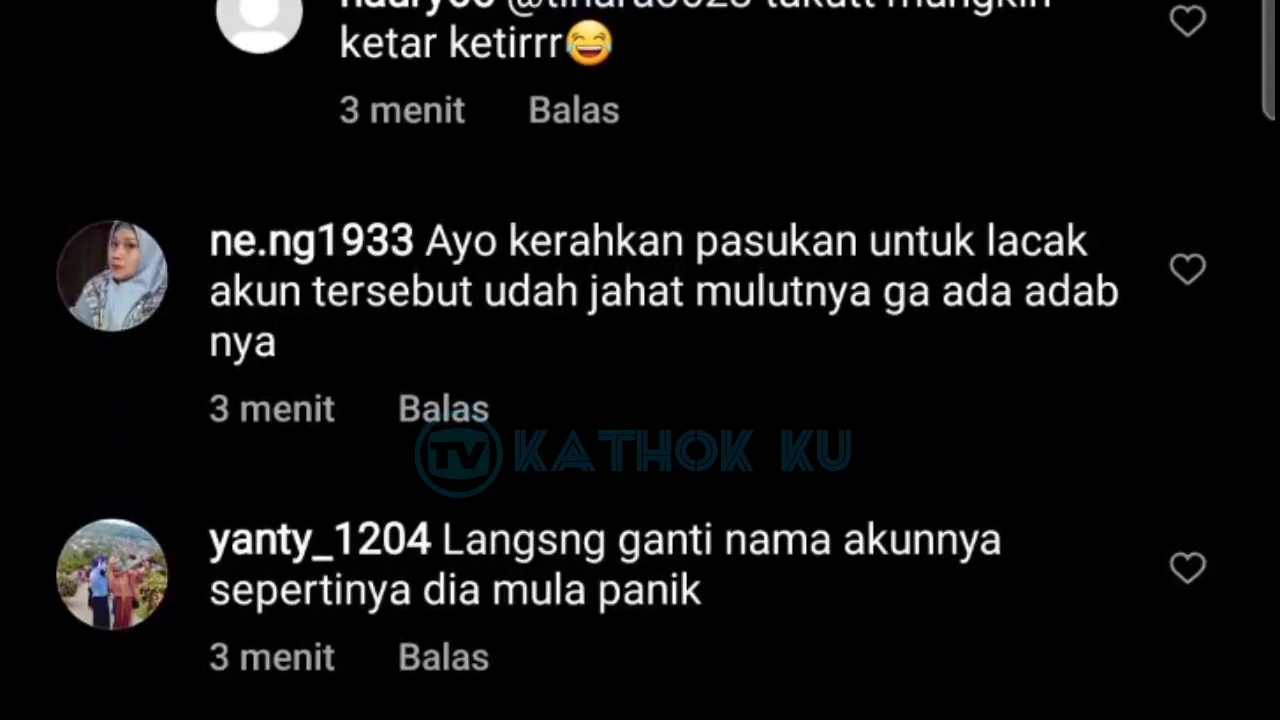 ketar ketirrr😂
3 menit Balas
ne.ng1933 Ayo kerahkan pasukan untuk lacak
akun tersebut udah jahat mulutnya ga ada adab
nya
3 menit Balas
TV KATHOK KU
yanty_1204 Langsng ganti nama akunnya
sepertinya dia mula panik
3 menit Balas